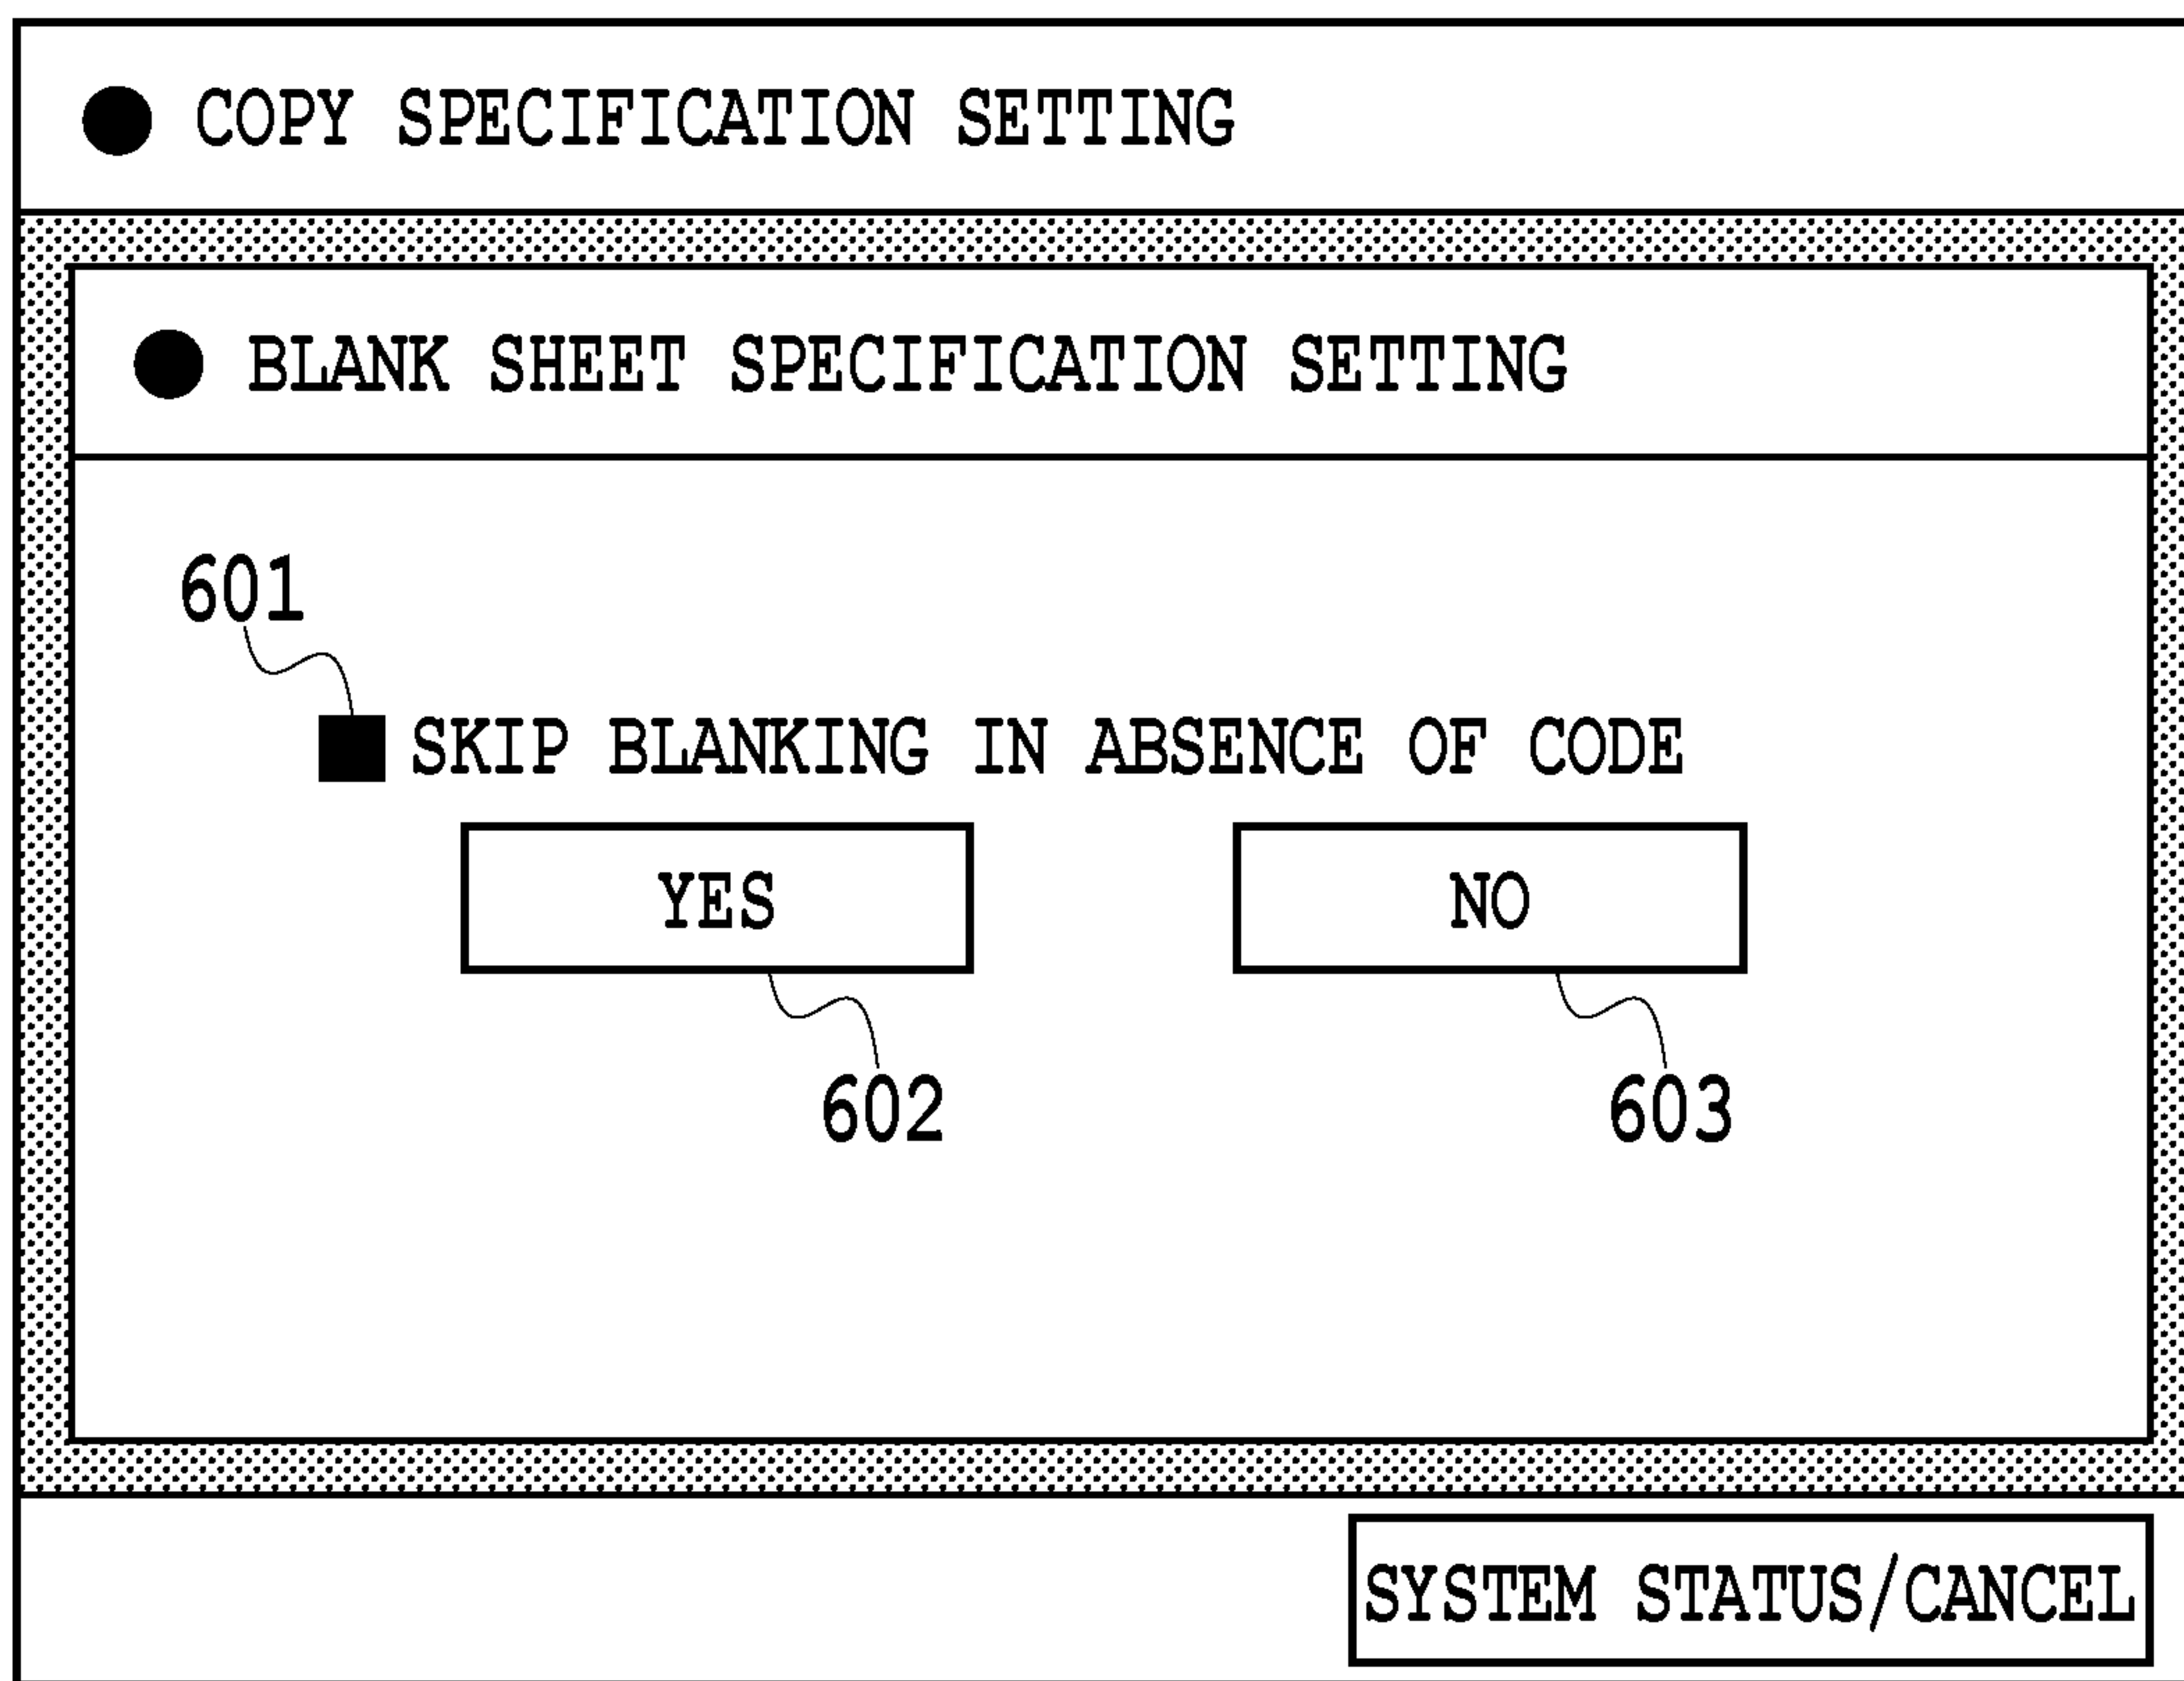 ● COPY SPECIFICATION SETTING
● BLANK SHEET SPECIFICATION SETTING
601
■ SKIP BLANKING IN ABSENCE OF CODE
YES NO
602 603
SYSTEM STATUS/CANCEL